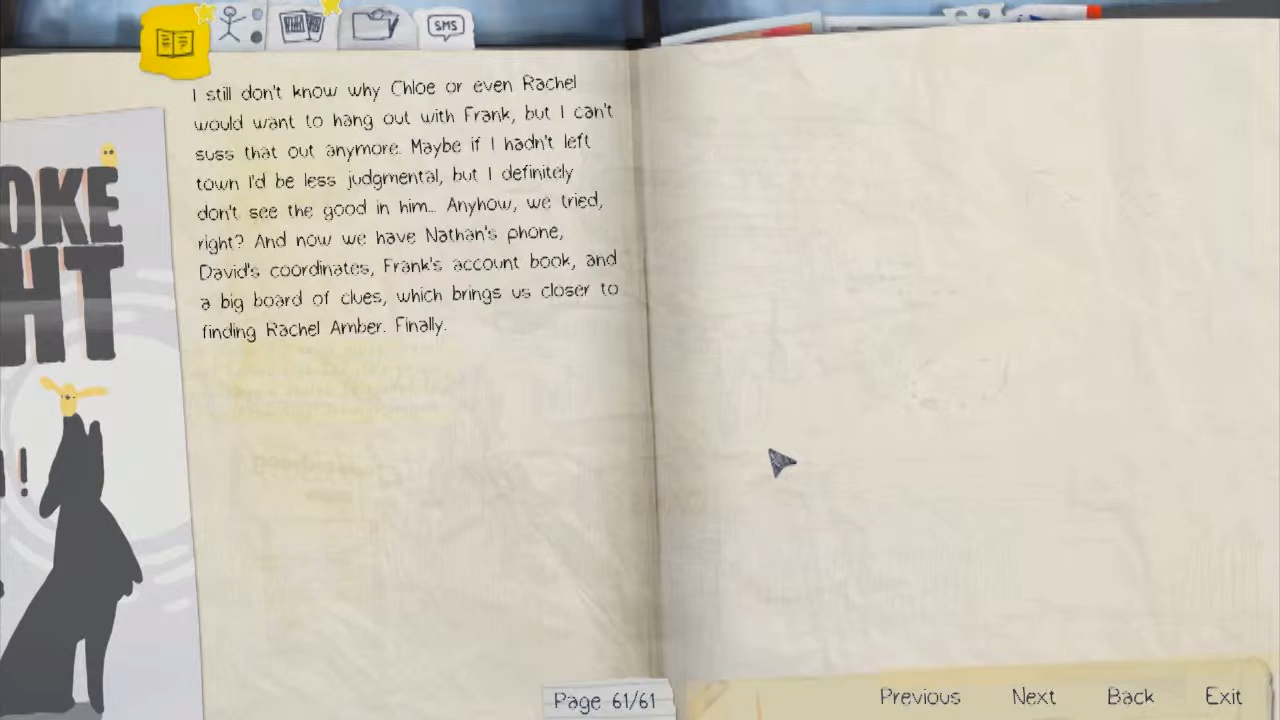 SMS
I still don't know why Chloe or even Rachel
would want to hang out with Frank, but I can't
suss that out anymore. Maybe if I hadn't left
town I'd be less judgmental, but I definitely
don't see the good in him... Anyhow, we tried,
right? And now we have Nathan's phone,
David's coordinates, Frank's account book, and
a big board of clues, which brings us closer to
finding Rachel Amber. Finally.
OKE
HT
!
Page 61/61
Previous
Next
Back
Exit